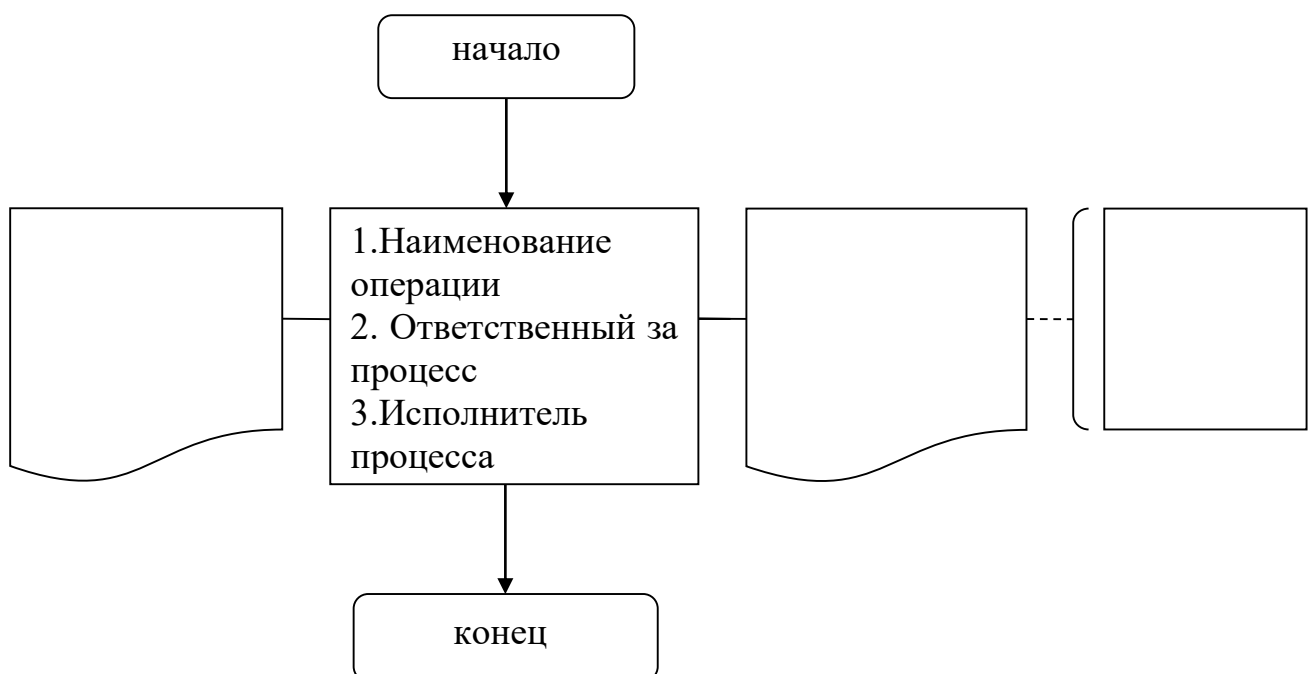 начало
1.Наименование
операции
2. Ответственный за
процесс
3.Исполнитель
процесса
конец